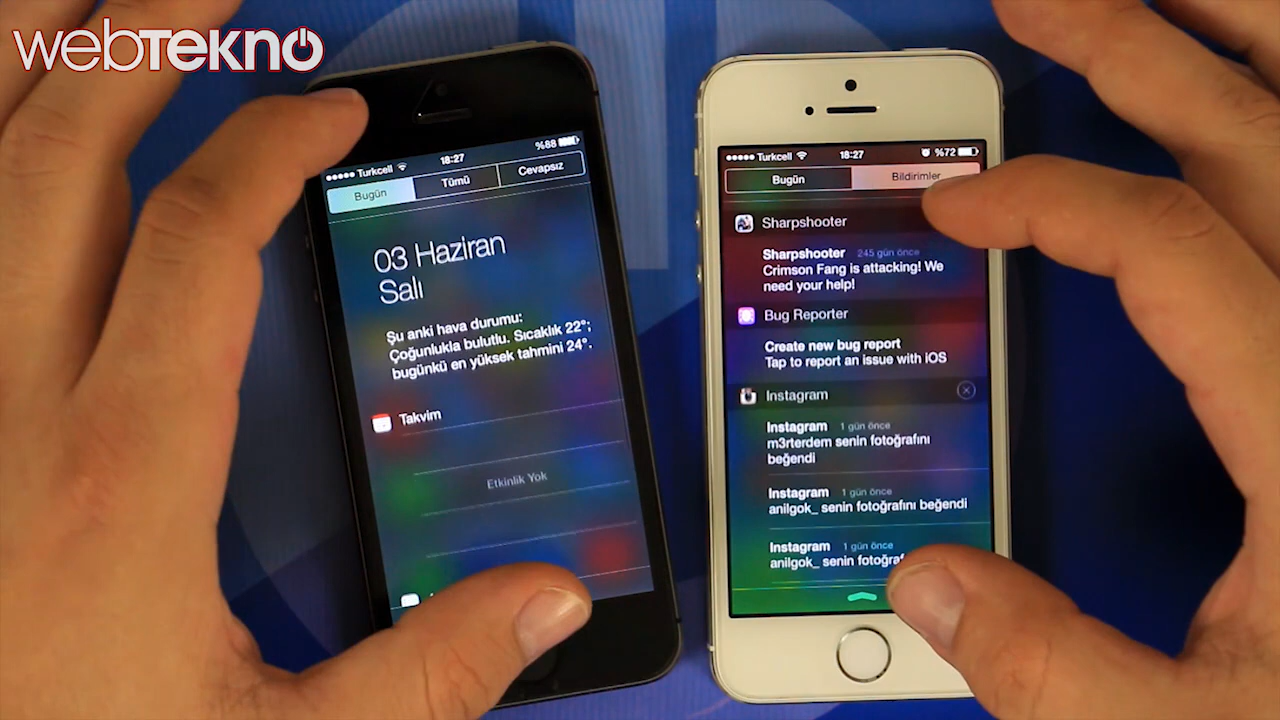 webTEKNO
Turkcell 18:27 %88
Bugün Tümü Cevapsız
03 Haziran
Salı
Şu anki hava durumu:
Çoğunlukla bulutlu. Sıcaklık 22°;
bugünkü en yüksek tahmini 24°.
Takvim
Etkinlik Yok
Turkcell 18:27 %72
Bugün Bildirimler
Sharpshooter
Sharpshooter 245 gün önce
Crimson Fang is attacking! We
need your help!
Bug Reporter
Create new bug report
Tap to report an issue with iOS
Instagram
Instagram 1 gün önce
m3rterdem senin fotoğrafını
beğendi
Instagram 1 gün önce
anilgok_ senin fotoğrafını beğendi
Instagram 1 gün önce
anilgok_ senin